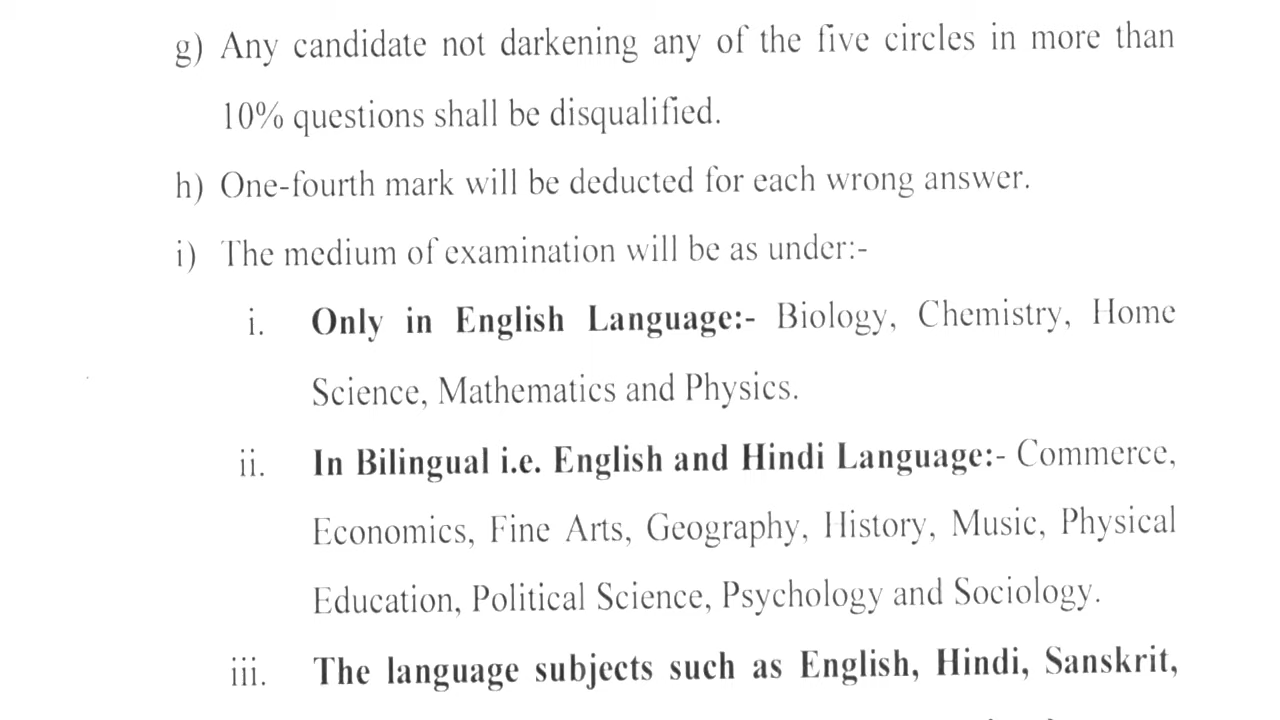 g) Any candidate not darkening any of the five circles in more than
10% questions shall be disqualified.
h) One-fourth mark will be deducted for each wrong answer.
i) The medium of examination will be as under:-
i. Only in English Language:- Biology, Chemistry, Home
Science, Mathematics and Physics.
ii. In Bilingual i.e. English and Hindi Language:- Commerce,
Economics, Fine Arts, Geography, History, Music, Physical
Education, Political Science, Psychology and Sociology.
iii. The language subjects such as English, Hindi, Sanskrit,